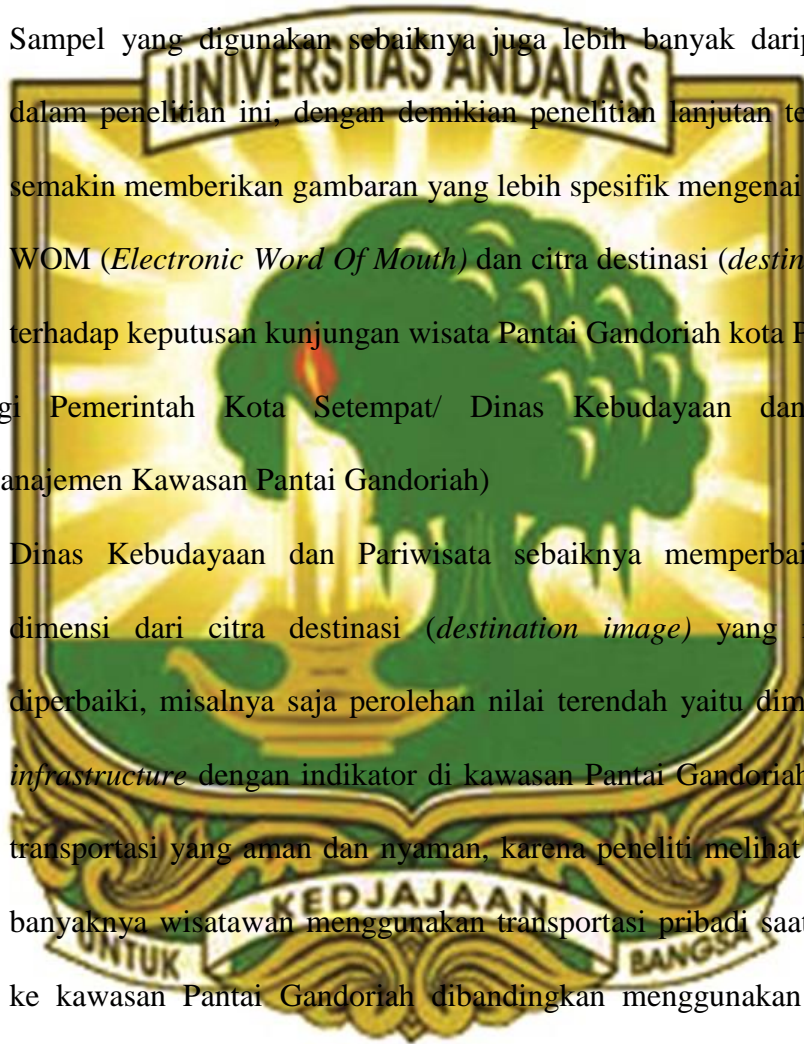 Sampel yang digunakan sebaiknya juga lebih banyak darip
UNIVERSITAS ANDALAS
dalam penelitian ini, dengan demikian penelitian lanjutan te
semakin memberikan gambaran yang lebih spesifik mengenai
WOM (Electronic Word Of Mouth) dan citra destinasi (destin
terhadap keputusan kunjungan wisata Pantai Gandoriah kota P
gi Pemerintah Kota Setempat/ Dinas Kebudayaan dan
anajemen Kawasan Pantai Gandoriah)
Dinas Kebudayaan dan Pariwisata sebaiknya memperbai
dimensi dari citra destinasi (destination image) yang
diperbaiki, misalnya saja perolehan nilai terendah yaitu dim
infrastructure dengan indikator di kawasan Pantai Gandoriah
transportasi yang aman dan nyaman, karena peneliti melihat
banyaknya wisatawan menggunakan transportasi pribadi saat
UNTUK KEDJAJAAN BANGSA
ke kawasan Pantai Gandoriah dibandingkan menggunakan